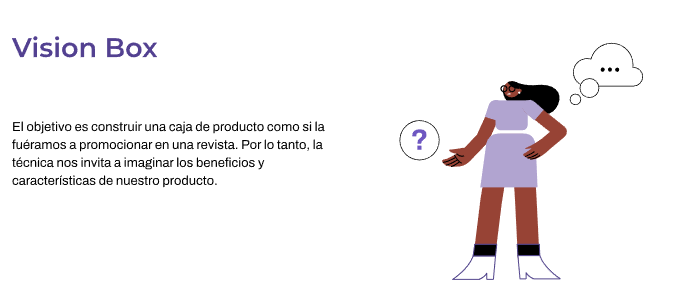 Vision Box
El objetivo es construir una caja de producto como si la
fuéramos a promocionar en una revista. Por lo tanto, la
técnica nos invita a imaginar los beneficios y
características de nuestro producto.
?